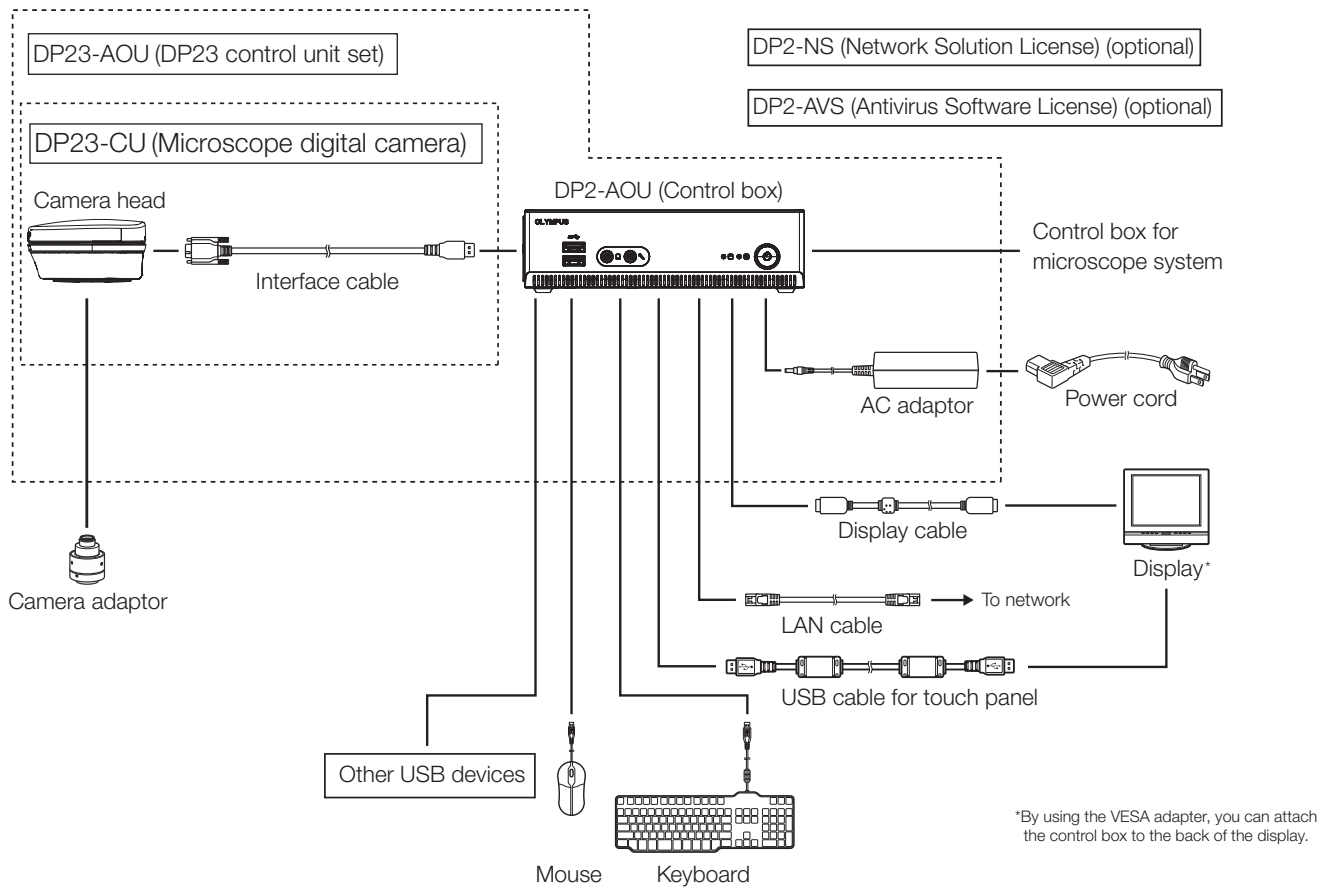 DP23-AOU (DP23 control unit set)
DP2-NS (Network Solution License) (optional)
DP2-AVS (Antivirus Software License) (optional)
DP23-CU (Microscope digital camera)
DP2-AOU (Control box)
Camera head
OLYMPUS
Interface cable
Control box for
microscope system
AC adaptor
Power cord
Display cable
Display*
Camera adaptor
To network
LAN cable
USB cable for touch panel
Other USB devices
Mouse
Keyboard
*By using the VESA adapter, you can attach
the control box to the back of the display.